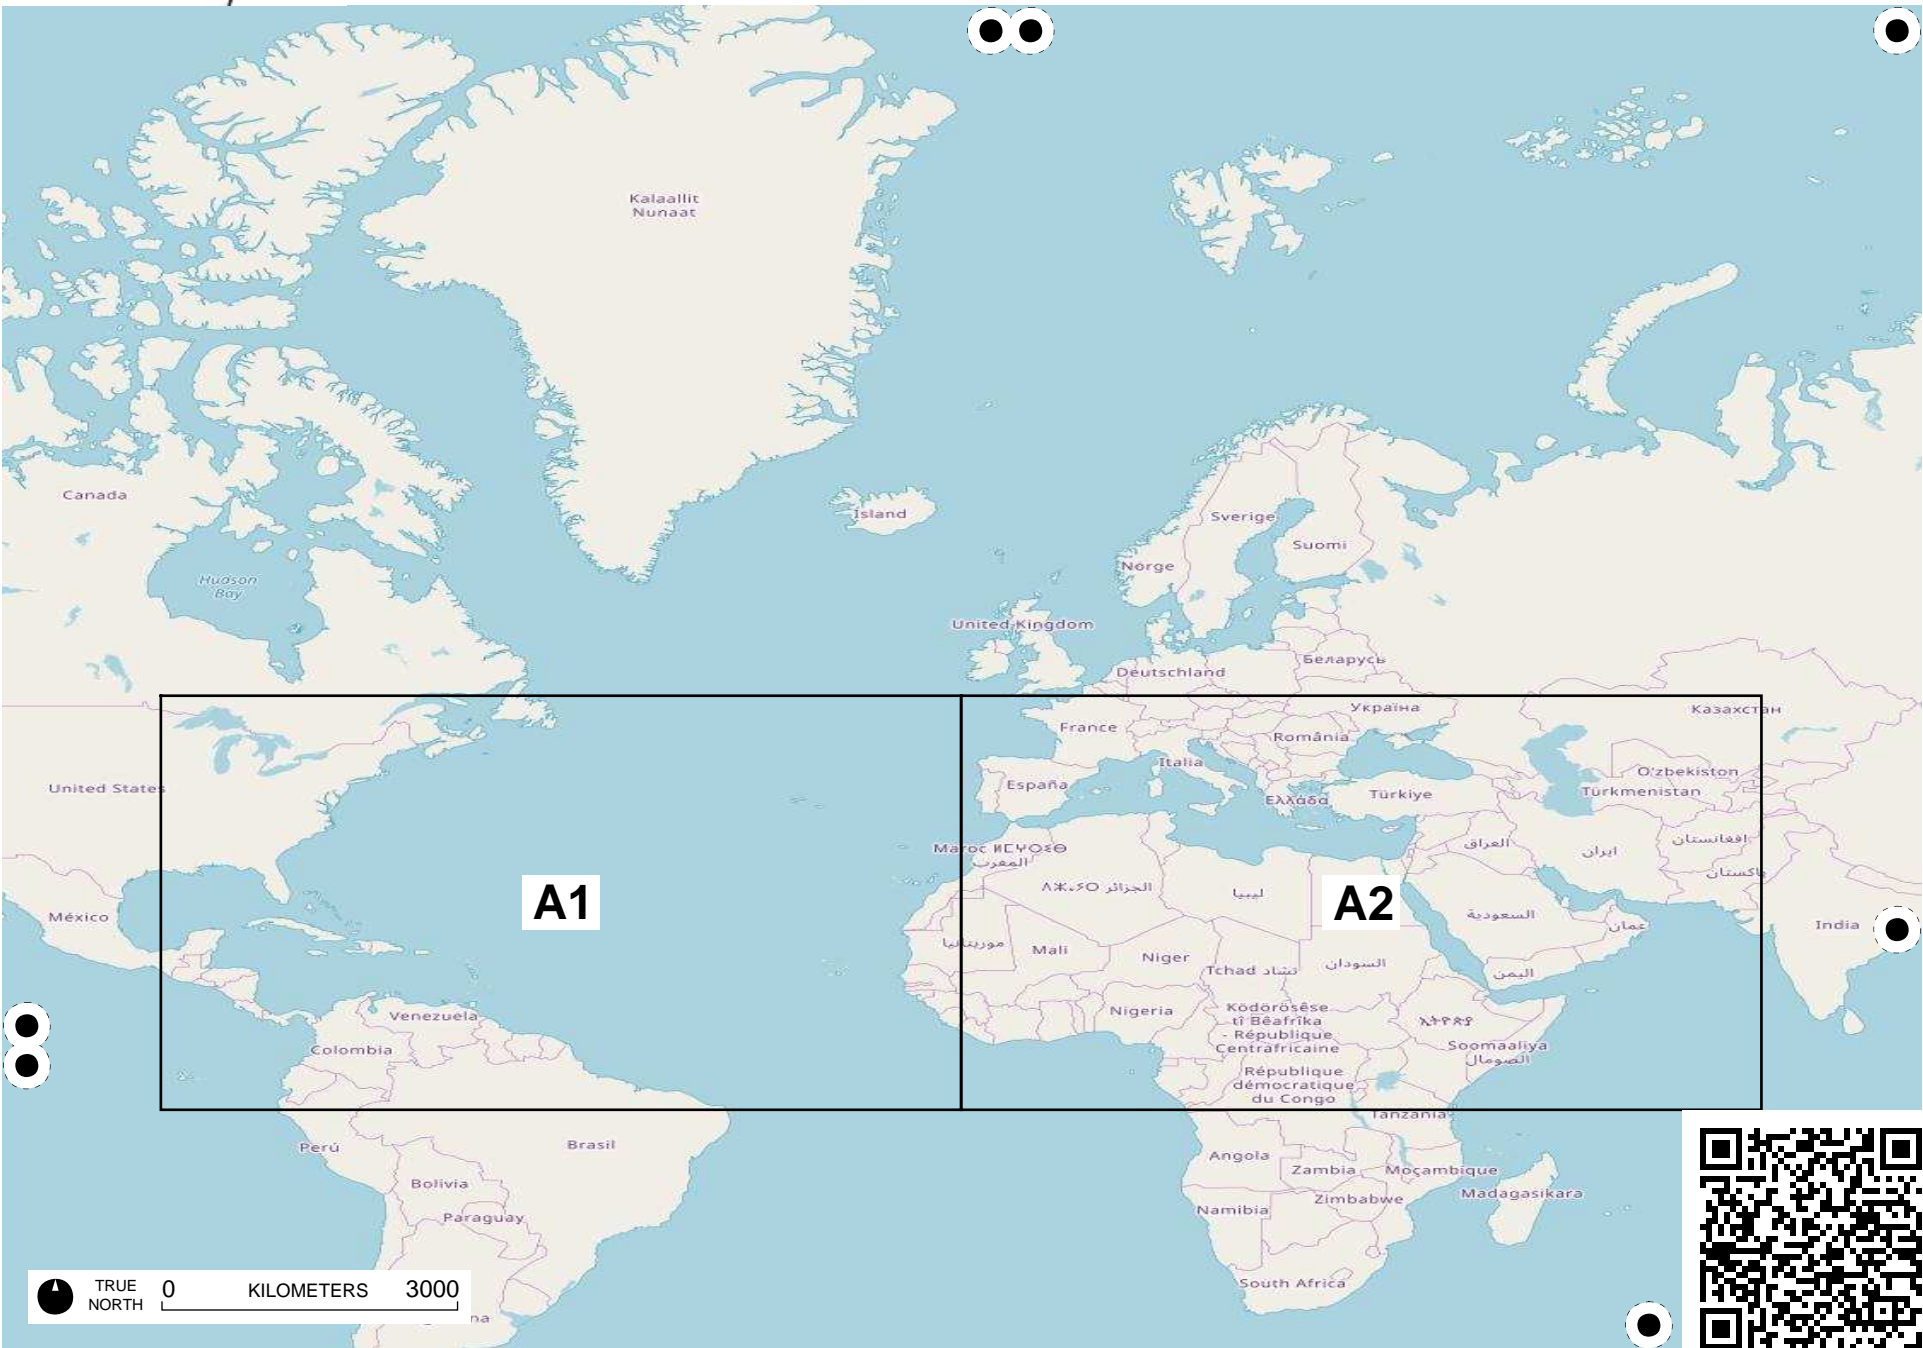 Kalaallit
Nunaat
Canada
Ísland
Sverige
Suomi
Norge
Hudson
Bay
United Kingdom
Беларусь
Deutschland
Україна
Казахстан
France
România
Italia
O'zbekiston
España
United States
Türkiye
Türkmenistan
Ελλάδα
افغانستان
العراق
Maroc ⵍⵎⵖⵔⵉⴱ
ایران
المغرب
پاکستان
الجزائر
ليبيا
A1
A2
México
السعودية
India
عمان
موريتانيا
Mali
Niger
السودان
Tchad تشاد
اليمن
Venezuela
Nigeria
Ködörösêse
tî Bêafrîka
- République
Centrafricaine
Colombia
Soomaaliya
الصومال
République
démocratique
du Congo
Tanzania
Perú
Brasil
Angola
Zambia
Moçambique
Bolivia
Madagasikara
Zimbabwe
Paraguay
Namibia
South Africa
TRUE
NORTH
0 KILOMETERS 3000
na